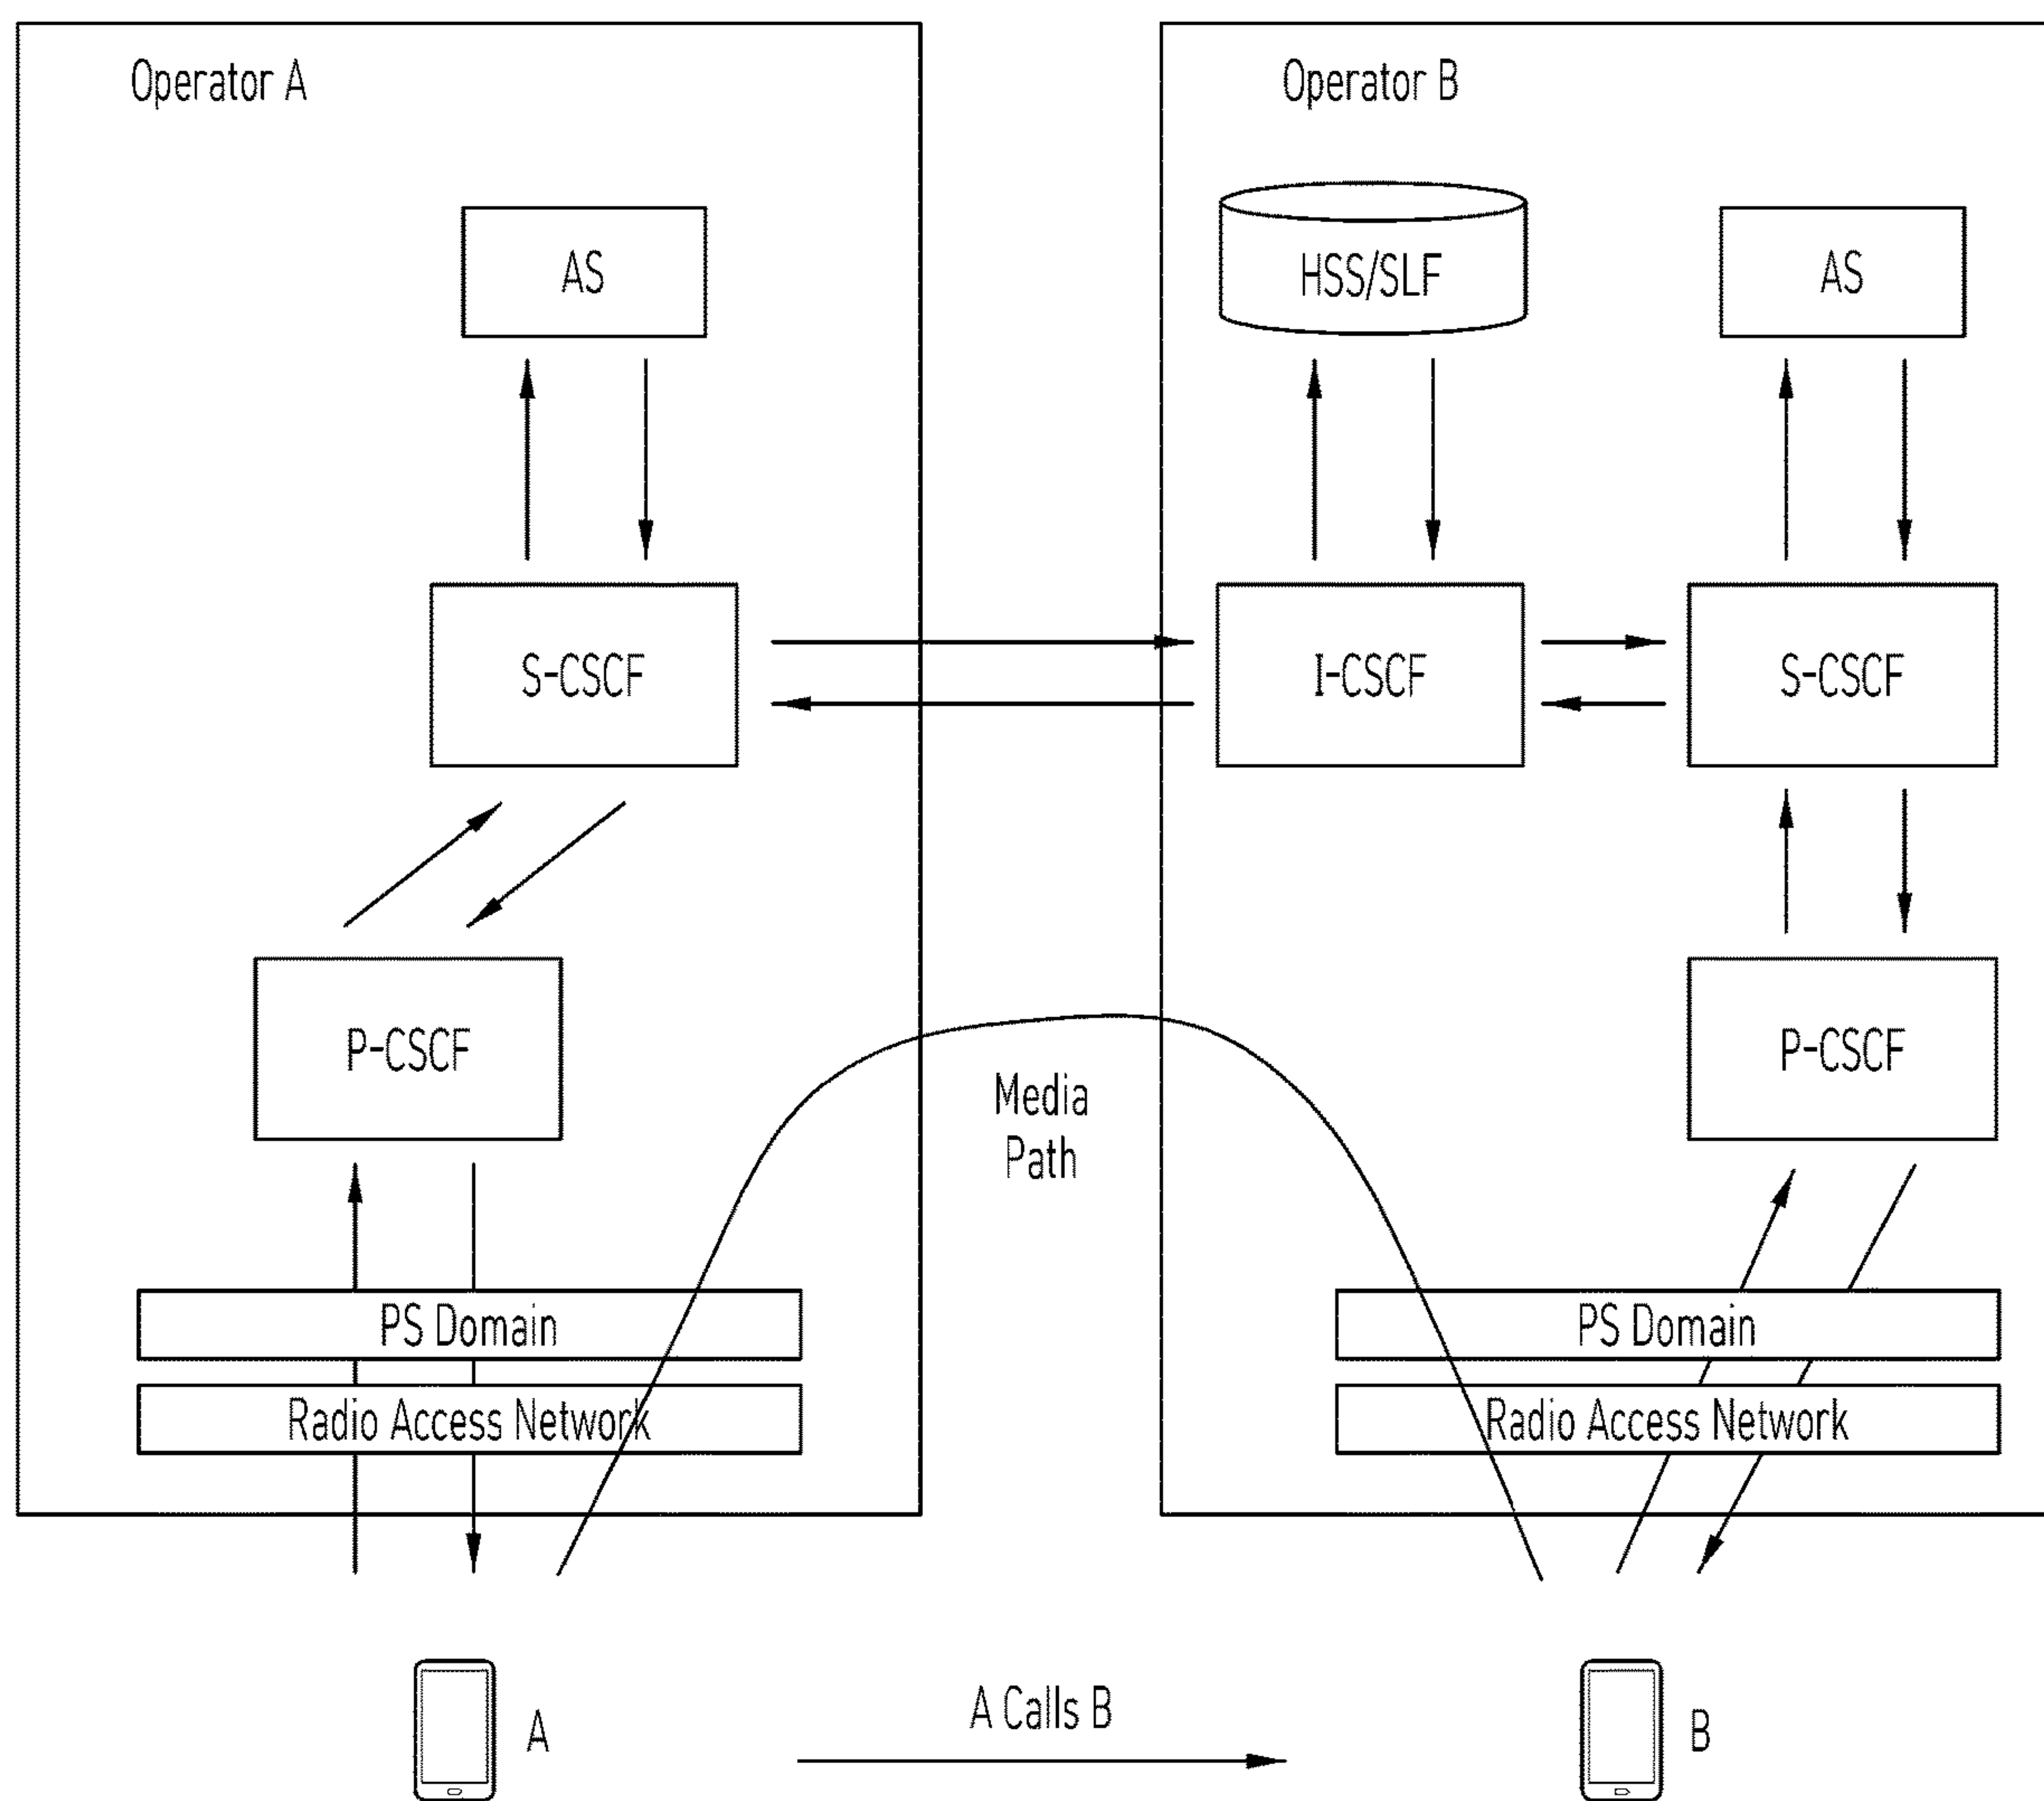 Operator A
Operator B
AS
HSS/SLF
AS
S-CSCF
I-CSCF
S-CSCF
P-CSCF
Media
Path
P-CSCF
PS Domain
PS Domain
Radio Access Network
Radio Access Network
A
A Calls B
B